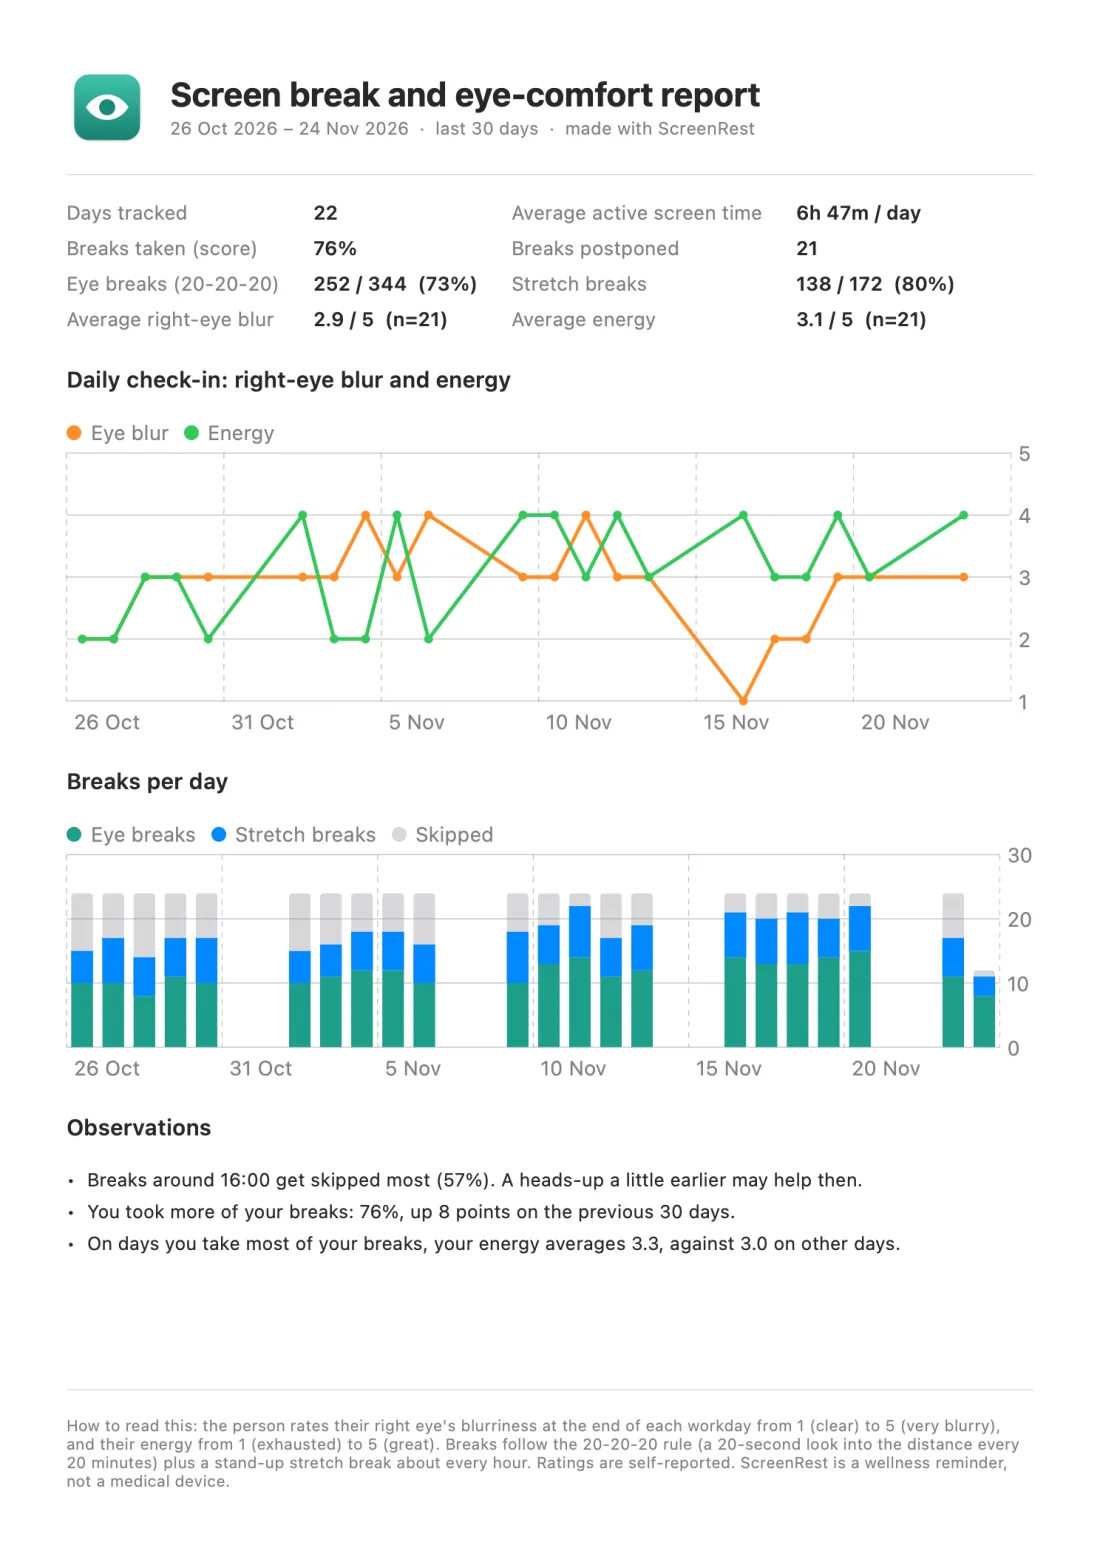 Screen break and eye-comfort report
26 Oct 2026 – 24 Nov 2026 · last 30 days · made with ScreenRest
Days tracked 22 Average active screen time 6h 47m / day
Breaks taken (score) 76% Breaks postponed 21
Eye breaks (20-20-20) 252 / 344 (73%) Stretch breaks 138 / 172 (80%)
Average right-eye blur 2.9 / 5 (n=21) Average energy 3.1 / 5 (n=21)
Daily check-in: right-eye blur and energy
Eye blur Energy
5
4
3
2
1
26 Oct 31 Oct 5 Nov 10 Nov 15 Nov 20 Nov
Breaks per day
Eye breaks Stretch breaks Skipped
30
20
10
0
26 Oct 31 Oct 5 Nov 10 Nov 15 Nov 20 Nov
Observations
• Breaks around 16:00 get skipped most (57%). A heads-up a little earlier may help then.
• You took more of your breaks: 76%, up 8 points on the previous 30 days.
• On days you take most of your breaks, your energy averages 3.3, against 3.0 on other days.
How to read this: the person rates their right eye's blurriness at the end of each workday from 1 (clear) to 5 (very blurry),
and their energy from 1 (exhausted) to 5 (great). Breaks follow the 20-20-20 rule (a 20-second look into the distance every
20 minutes) plus a stand-up stretch break about every hour. Ratings are self-reported. ScreenRest is a wellness reminder,
not a medical device.